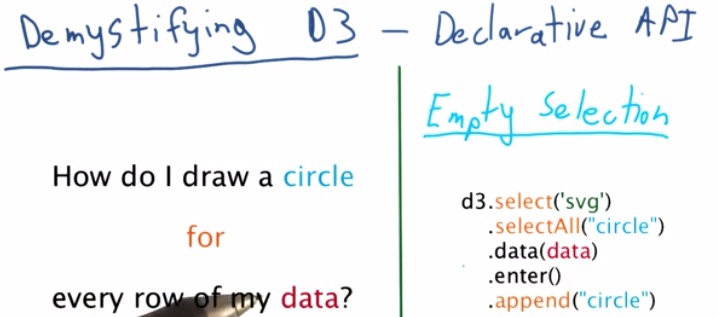 Demystifying D3 - Declarative API
Empty Selection
How do I draw a circle
for
every row of my data?
d3.select('svg')
.selectAll("circle")
.data(data)
.enter()
.append("circle")